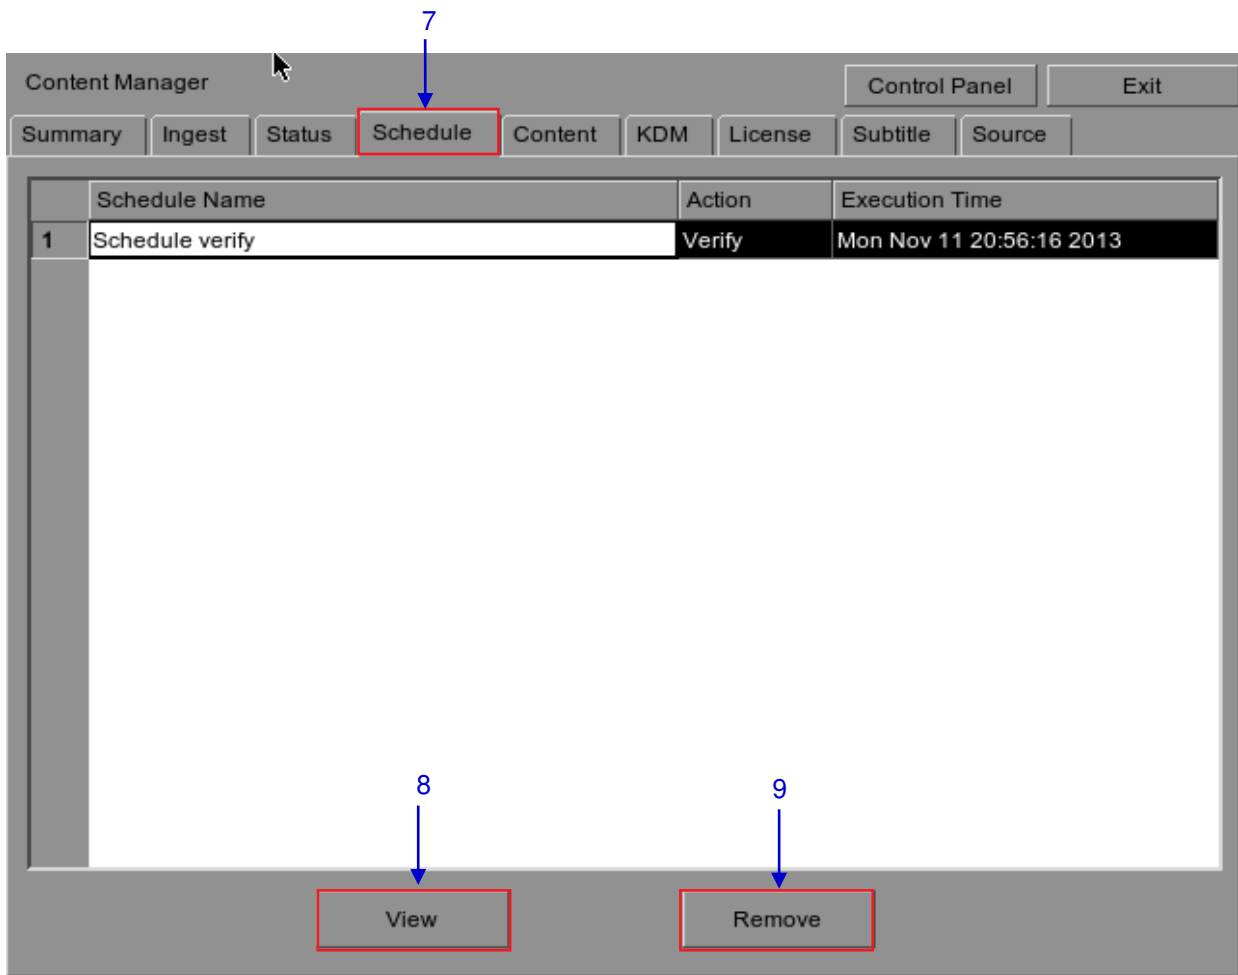 7
Content Manager Control Panel Exit
Summary Ingest Status Schedule Content KDM License Subtitle Source
Schedule Name Action Execution Time
1 Schedule verify Verify Mon Nov 11 20:56:16 2013
8 9
View Remove